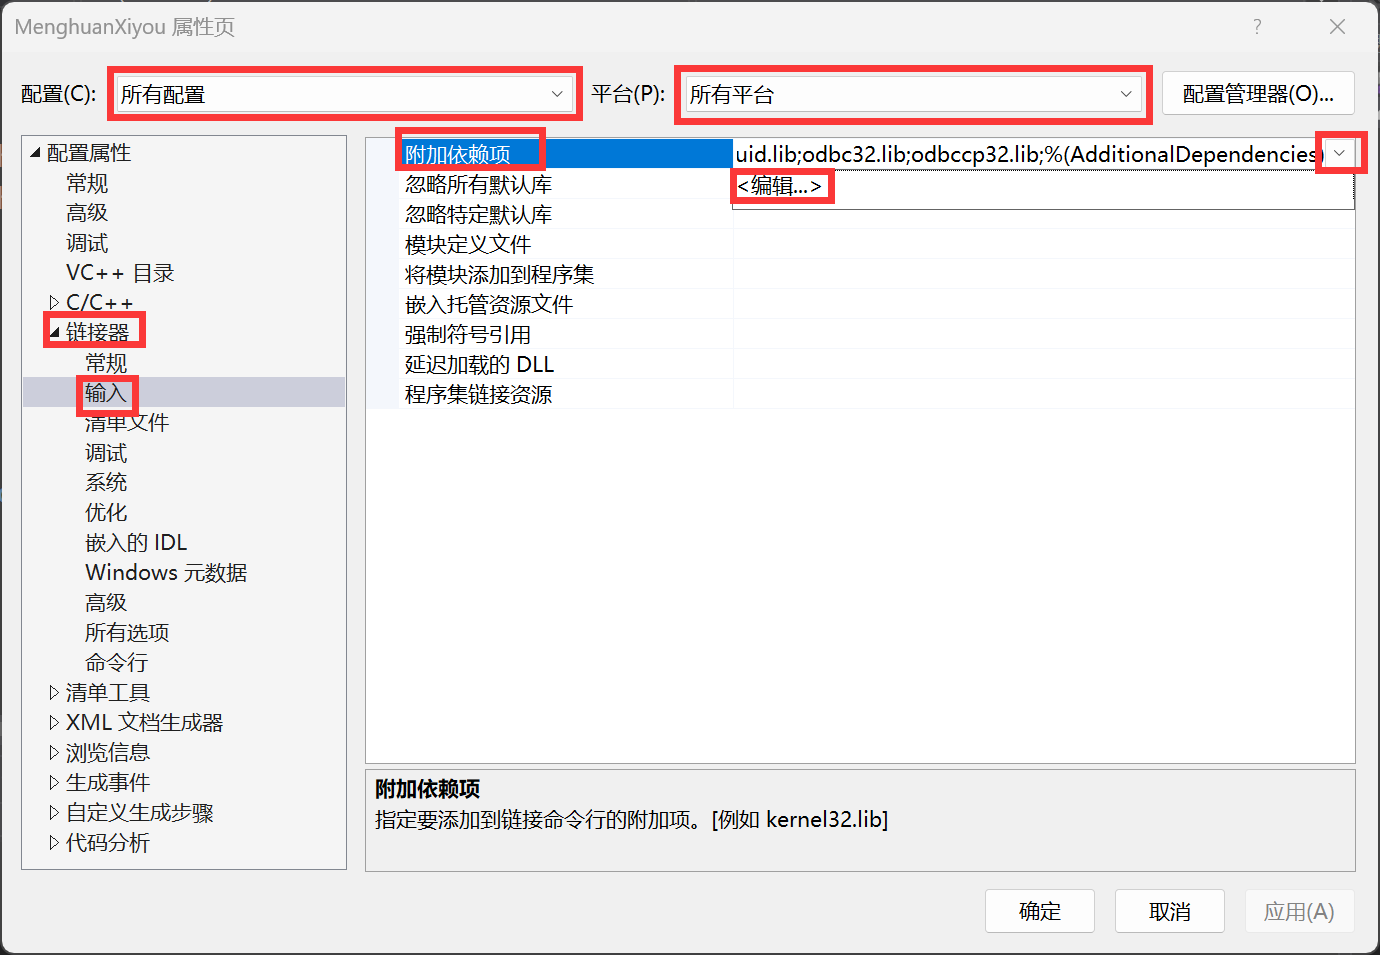 MenghuanXiyou 属性页
?
配置(C):
所有配置
平台(P):
所有平台
配置管理器(O)...
配置属性
常规
高级
调试
VC++ 目录
C/C++
链接器
常规
输入
清单文件
调试
系统
优化
嵌入的 IDL
Windows 元数据
高级
所有选项
命令行
清单工具
XML 文档生成器
浏览信息
生成事件
自定义生成步骤
代码分析
附加依赖项
uid.lib;odbc32.lib;odbccp32.lib;%(AdditionalDependencies)
<编辑...>
忽略所有默认库
忽略特定默认库
模块定义文件
将模块添加到程序集
嵌入托管资源文件
强制符号引用
延迟加载的 DLL
程序集链接资源
附加依赖项
指定要添加到链接命令行的附加项。[例如 kernel32.lib]
确定
取消
应用(A)